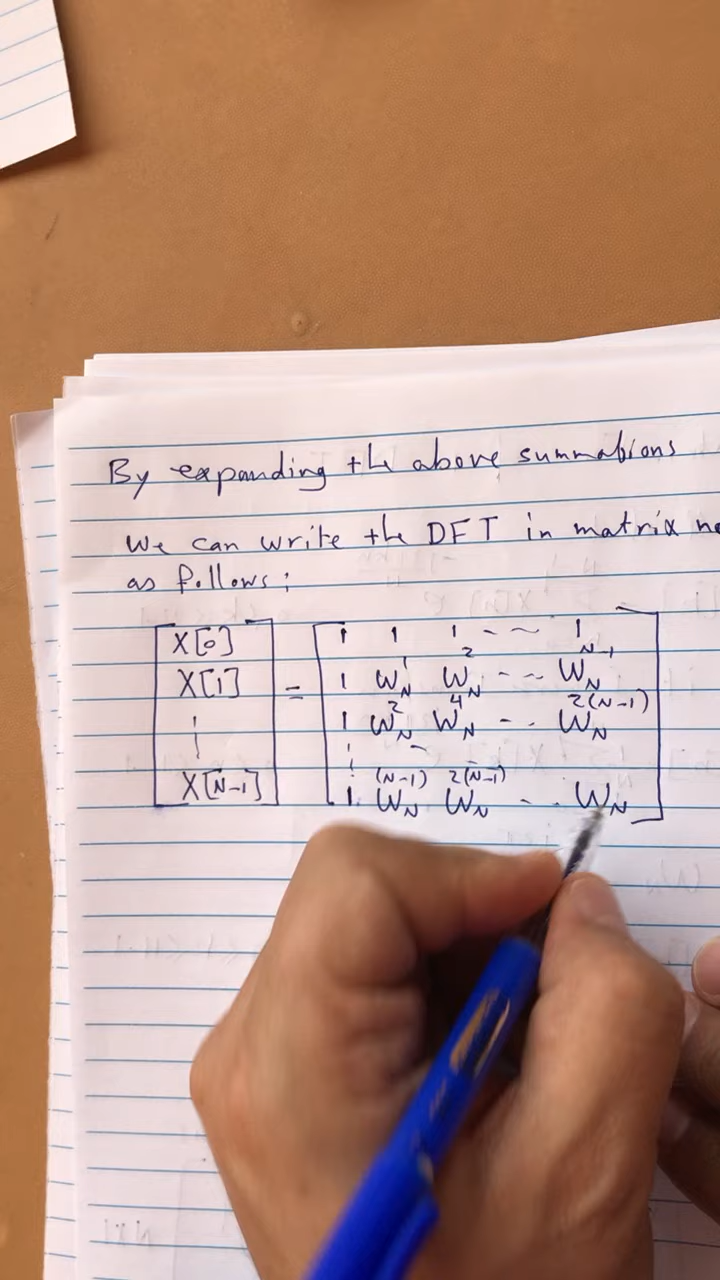 By expanding the above summations
We can write the DFT in matrix
as follows:
X[0] 1 1 1 - ~ 1
X[1] = 1 W_N^1 W_N^2 - ~ W_N^{N-1}
⋮ 1 W_N^2 W_N^4 - - W_N^{2(N-1)}
⋮
X[N-1] 1 W_N^{(N-1)} W_N^{2(N-1)} - - W_N